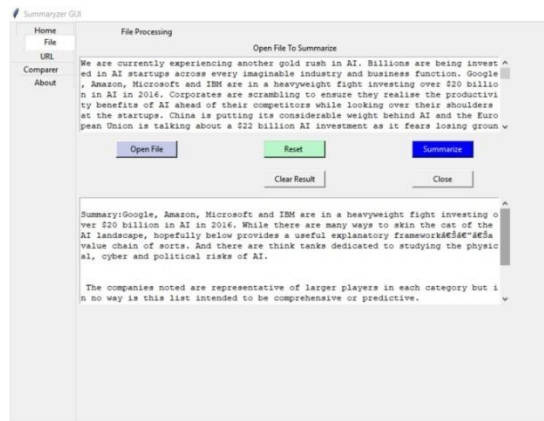 Summaryzer GUI
Home
File
URL
Comparer
About
File Processing
Open File To Summarize
We are currently experiencing another gold rush in AI. Billions are being invest
ed in AI startups across every imaginable industry and business function. Google
, Amazon, Microsoft and IBM are in a heavyweight fight investing over $20 billio
n in AI in 2016. Corporates are scrambling to ensure they realise the productivi
ty benefits of AI ahead of their competitors while looking over their shoulders
at the startups. China is putting its considerable weight behind AI and the Euro
pean Union is talking about a $22 billion AI investment as it fears losing groun
Open File
Reset
Summarize
Clear Result
Close
Summary:Google, Amazon, Microsoft and IBM are in a heavyweight fight investing o
ver $20 billion in AI in 2016. While there are many ways to skin the cat of the
AI landscape, hopefully below provides a useful explanatory frameworkâ€Šâ€"â€Ša
value chain of sorts. And there are think tanks dedicated to studying the physic
al, cyber and political risks of AI.
The companies noted are representative of larger players in each category but i
n no way is this list intended to be comprehensive or predictive.